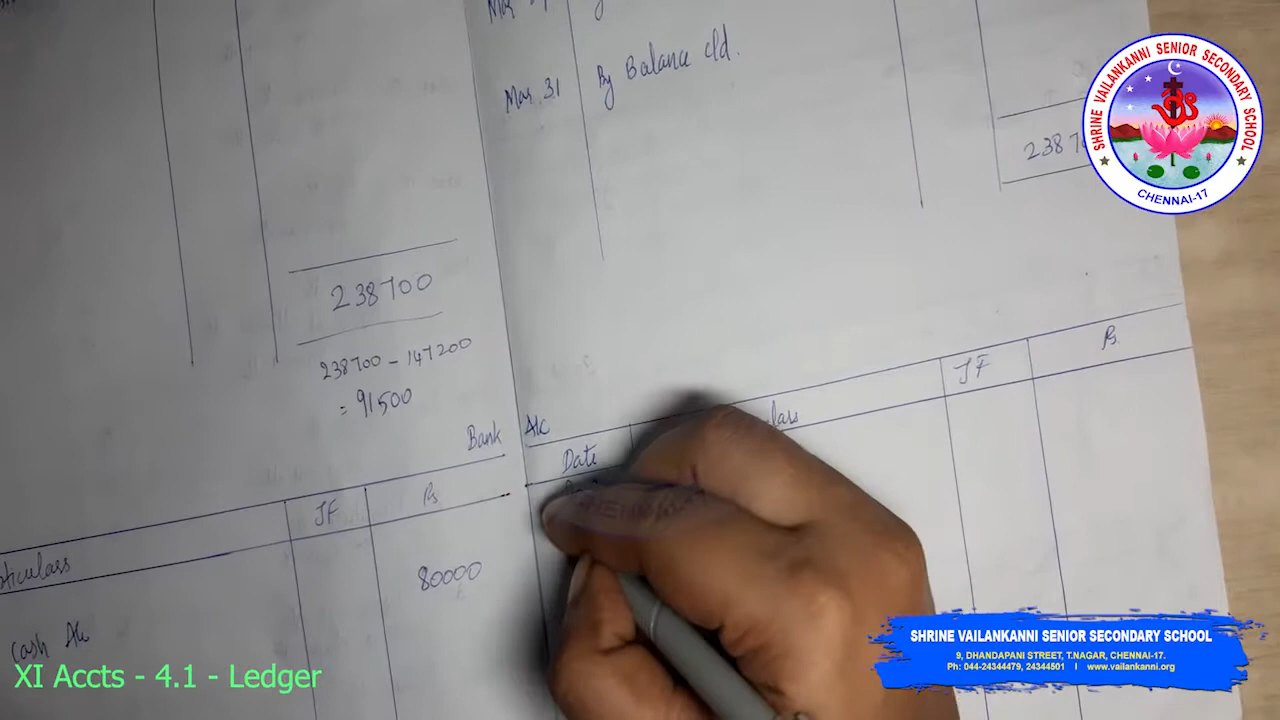 Mar 31 By Balance c/d.
238700
238700
238700 - 147200
= 91500
Bank A/c
JF Rs
Date JF Rs
Cash A/c 80000
SHRINE VAILANKANNI SENIOR SECONDARY SCHOOL
CHENNAI-17
SHRINE VAILANKANNI SENIOR SECONDARY SCHOOL
9, DHANDAPANI STREET, T.NAGAR, CHENNAI-17.
Ph: 044-24344479, 24344501 I www.vailankanni.org
XI Accts - 4.1 - Ledger